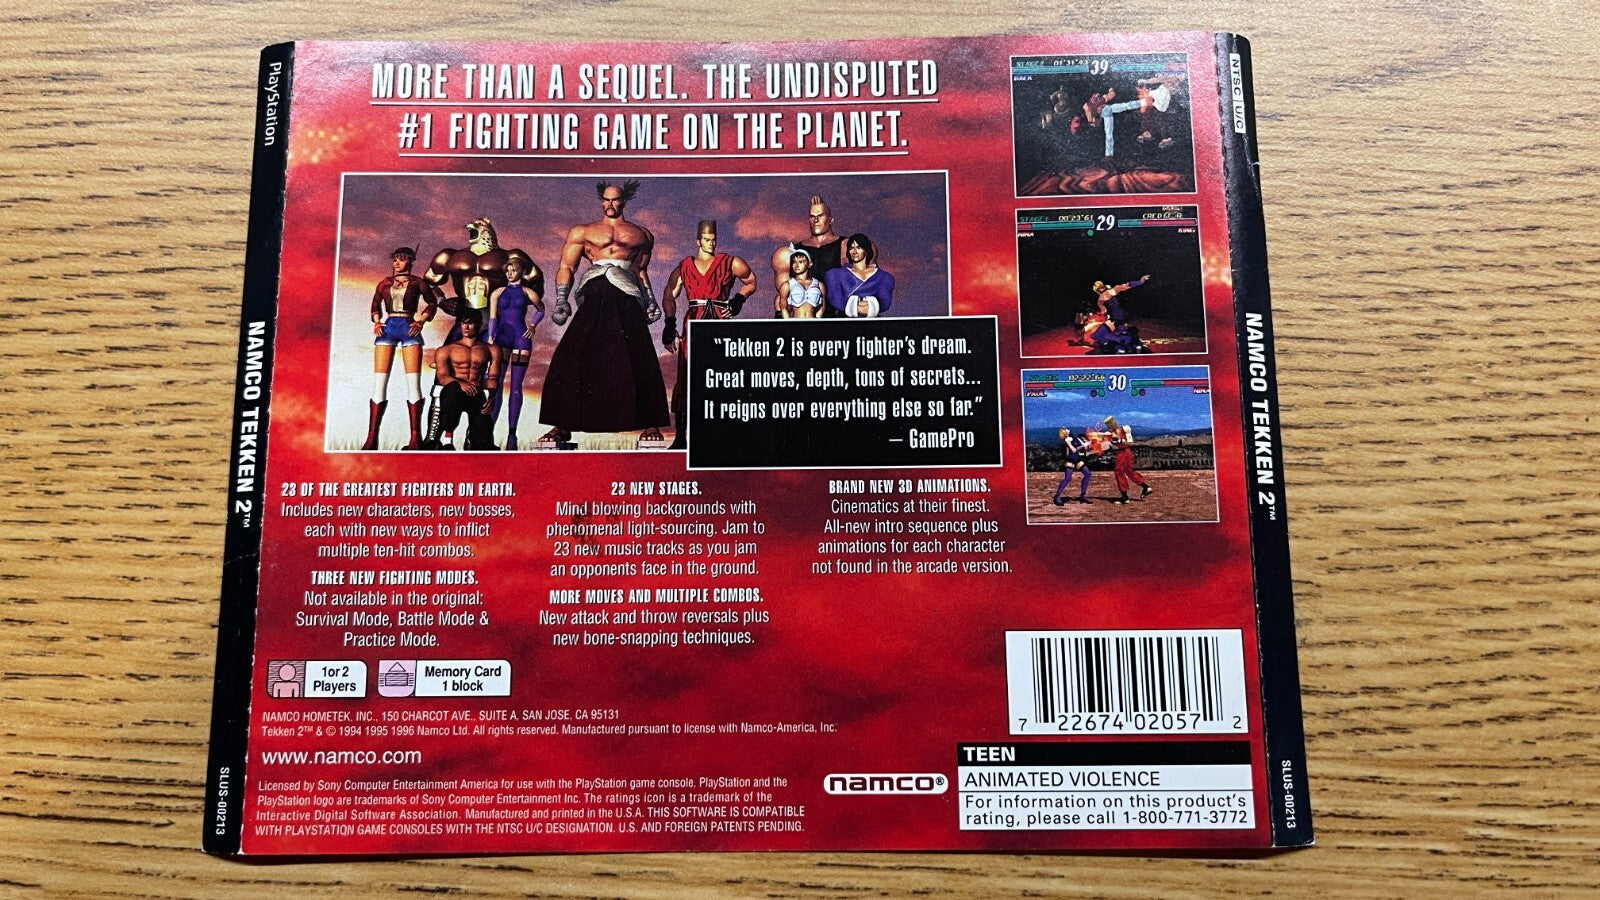 PlayStation
NAMCO TEKKEN 2™
SLUS-00213
MORE THAN A SEQUEL. THE UNDISPUTED
#1 FIGHTING GAME ON THE PLANET.
"Tekken 2 is every fighter's dream.
Great moves, depth, tons of secrets...
It reigns over everything else so far."
– GamePro
39
29
30
PAUL
NINA
23 OF THE GREATEST FIGHTERS ON EARTH.
Includes new characters, new bosses,
each with new ways to inflict
multiple ten-hit combos.
THREE NEW FIGHTING MODES.
Not available in the original:
Survival Mode, Battle Mode &
Practice Mode.
23 NEW STAGES.
Mind blowing backgrounds with
phenomenal light-sourcing. Jam to
23 new music tracks as you jam
an opponents face in the ground.
MORE MOVES AND MULTIPLE COMBOS.
New attack and throw reversals plus
new bone-snapping techniques.
BRAND NEW 3D ANIMATIONS.
Cinematics at their finest.
All-new intro sequence plus
animations for each character
not found in the arcade version.
1 or 2
Players
Memory Card
1 block
NAMCO HOMETEK, INC., 150 CHARCOT AVE., SUITE A, SAN JOSE, CA 95131
Tekken 2™ & © 1994 1995 1996 Namco Ltd. All rights reserved. Manufactured pursuant to license with Namco-America, Inc.
www.namco.com
Licensed by Sony Computer Entertainment America for use with the PlayStation game console. PlayStation and the
PlayStation logo are trademarks of Sony Computer Entertainment Inc. The ratings icon is a trademark of the
Interactive Digital Software Association. Manufactured and printed in the U.S.A. THIS SOFTWARE IS COMPATIBLE
WITH PLAYSTATION GAME CONSOLES WITH THE NTSC U/C DESIGNATION. U.S. AND FOREIGN PATENTS PENDING.
namco®
7 22674 02057 2
TEEN
ANIMATED VIOLENCE
For information on this product's
rating, please call 1-800-771-3772
NTSC U/C
NAMCO TEKKEN 2™
SLUS-00213